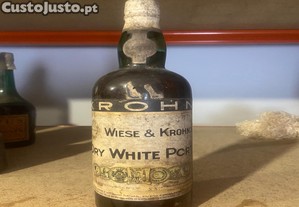 CustoJusto.pt
KROHN
WIESE & KROHN
DRY WHITE PORT